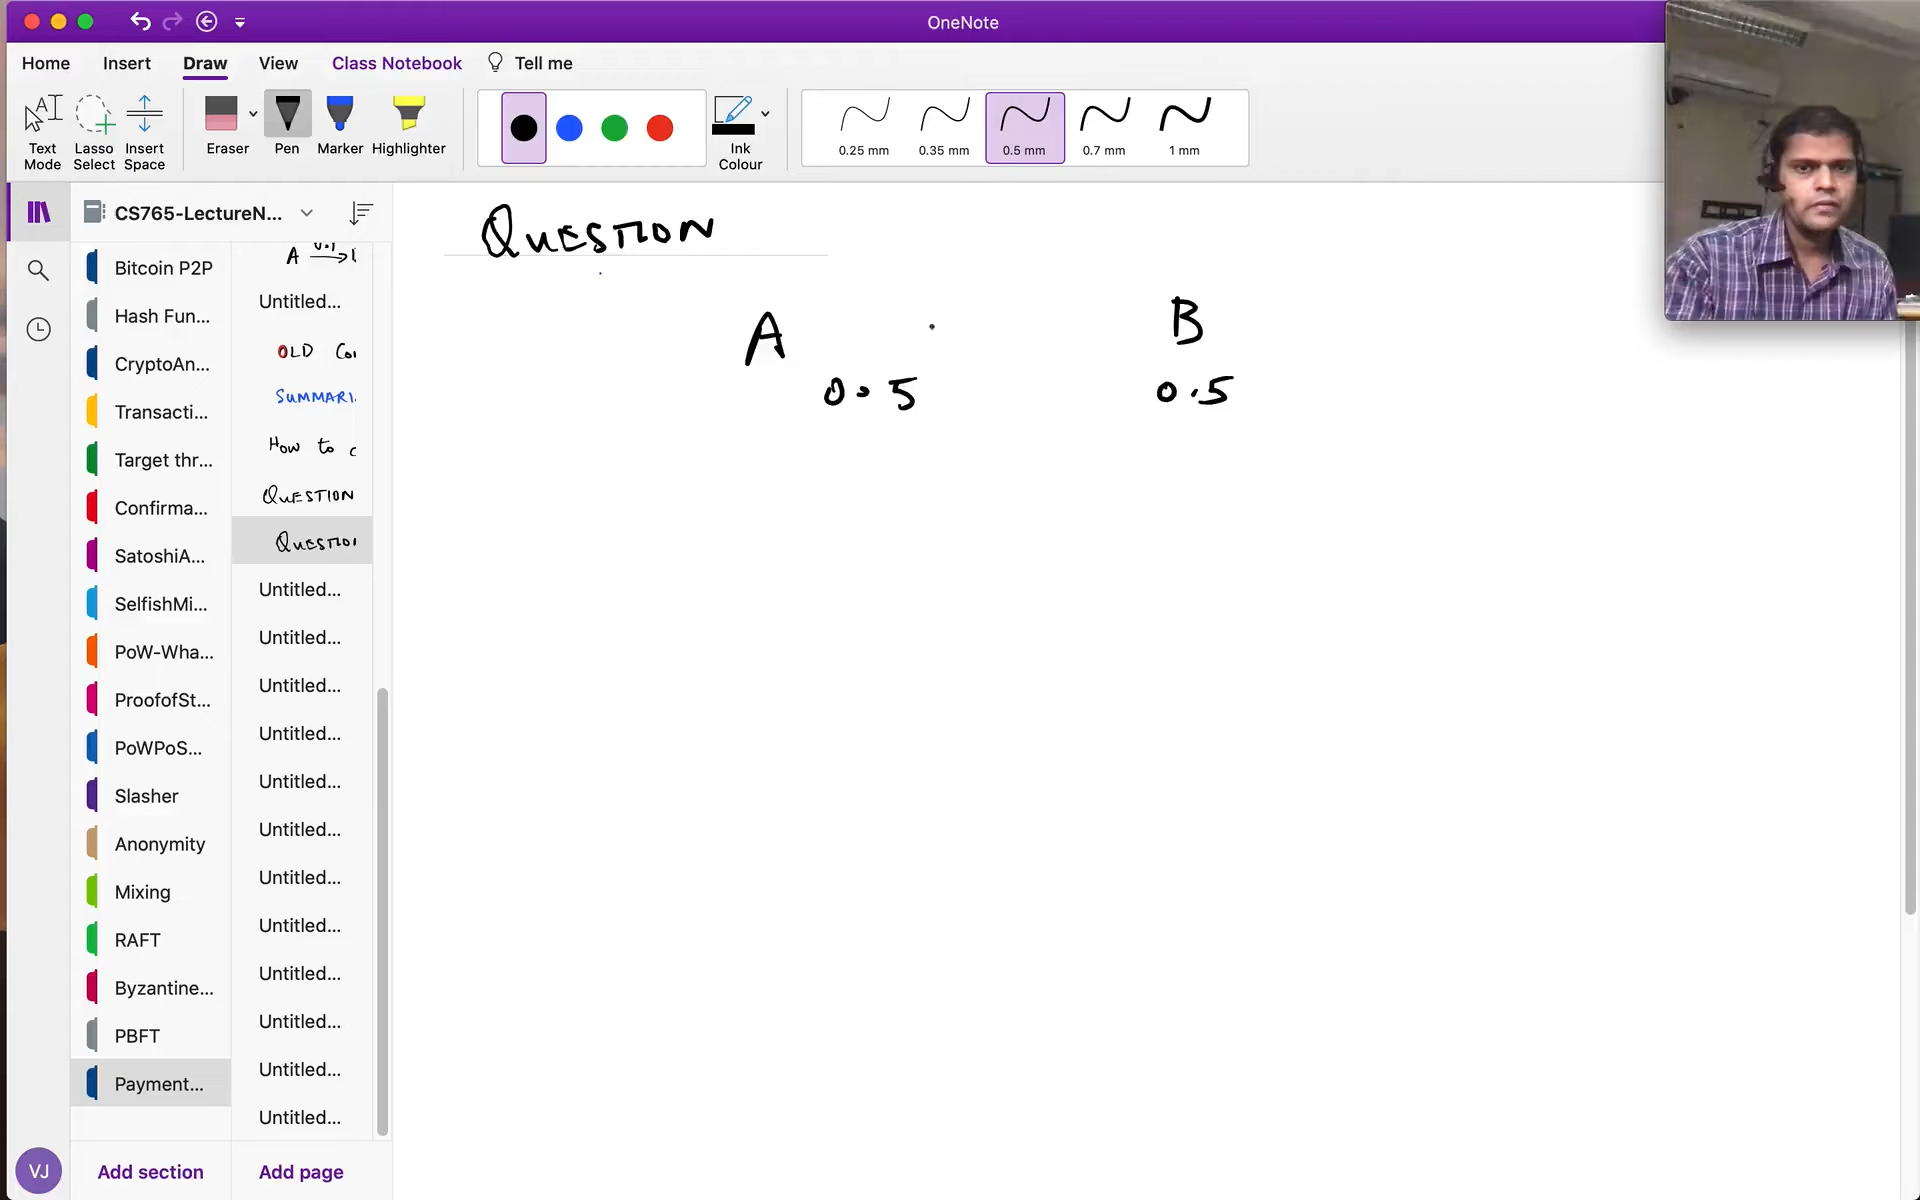 OneNote
Home Insert Draw View Class Notebook Tell me
Text Mode
Lasso Select
Insert Space
Eraser
Pen
Marker
Highlighter
Ink Colour
0.25 mm
0.35 mm
0.5 mm
0.7 mm
1 mm
CS765-LectureN...
Bitcoin P2P
Hash Fun...
CryptoAn...
Transacti...
Target thr...
Confirma...
SatoshiA...
SelfishMi...
PoW-Wha...
ProofofSt...
PoWPoS...
Slasher
Anonymity
Mixing
RAFT
Byzantine...
PBFT
Payment...
Add section
VJ
A
Untitled...
OLD
SUMMARI
How to
QUESTION
QUESTIO
Untitled...
Untitled...
Untitled...
Untitled...
Untitled...
Untitled...
Untitled...
Untitled...
Untitled...
Untitled...
Untitled...
Untitled...
Add page
QUESTION
A B
0.5 0.5